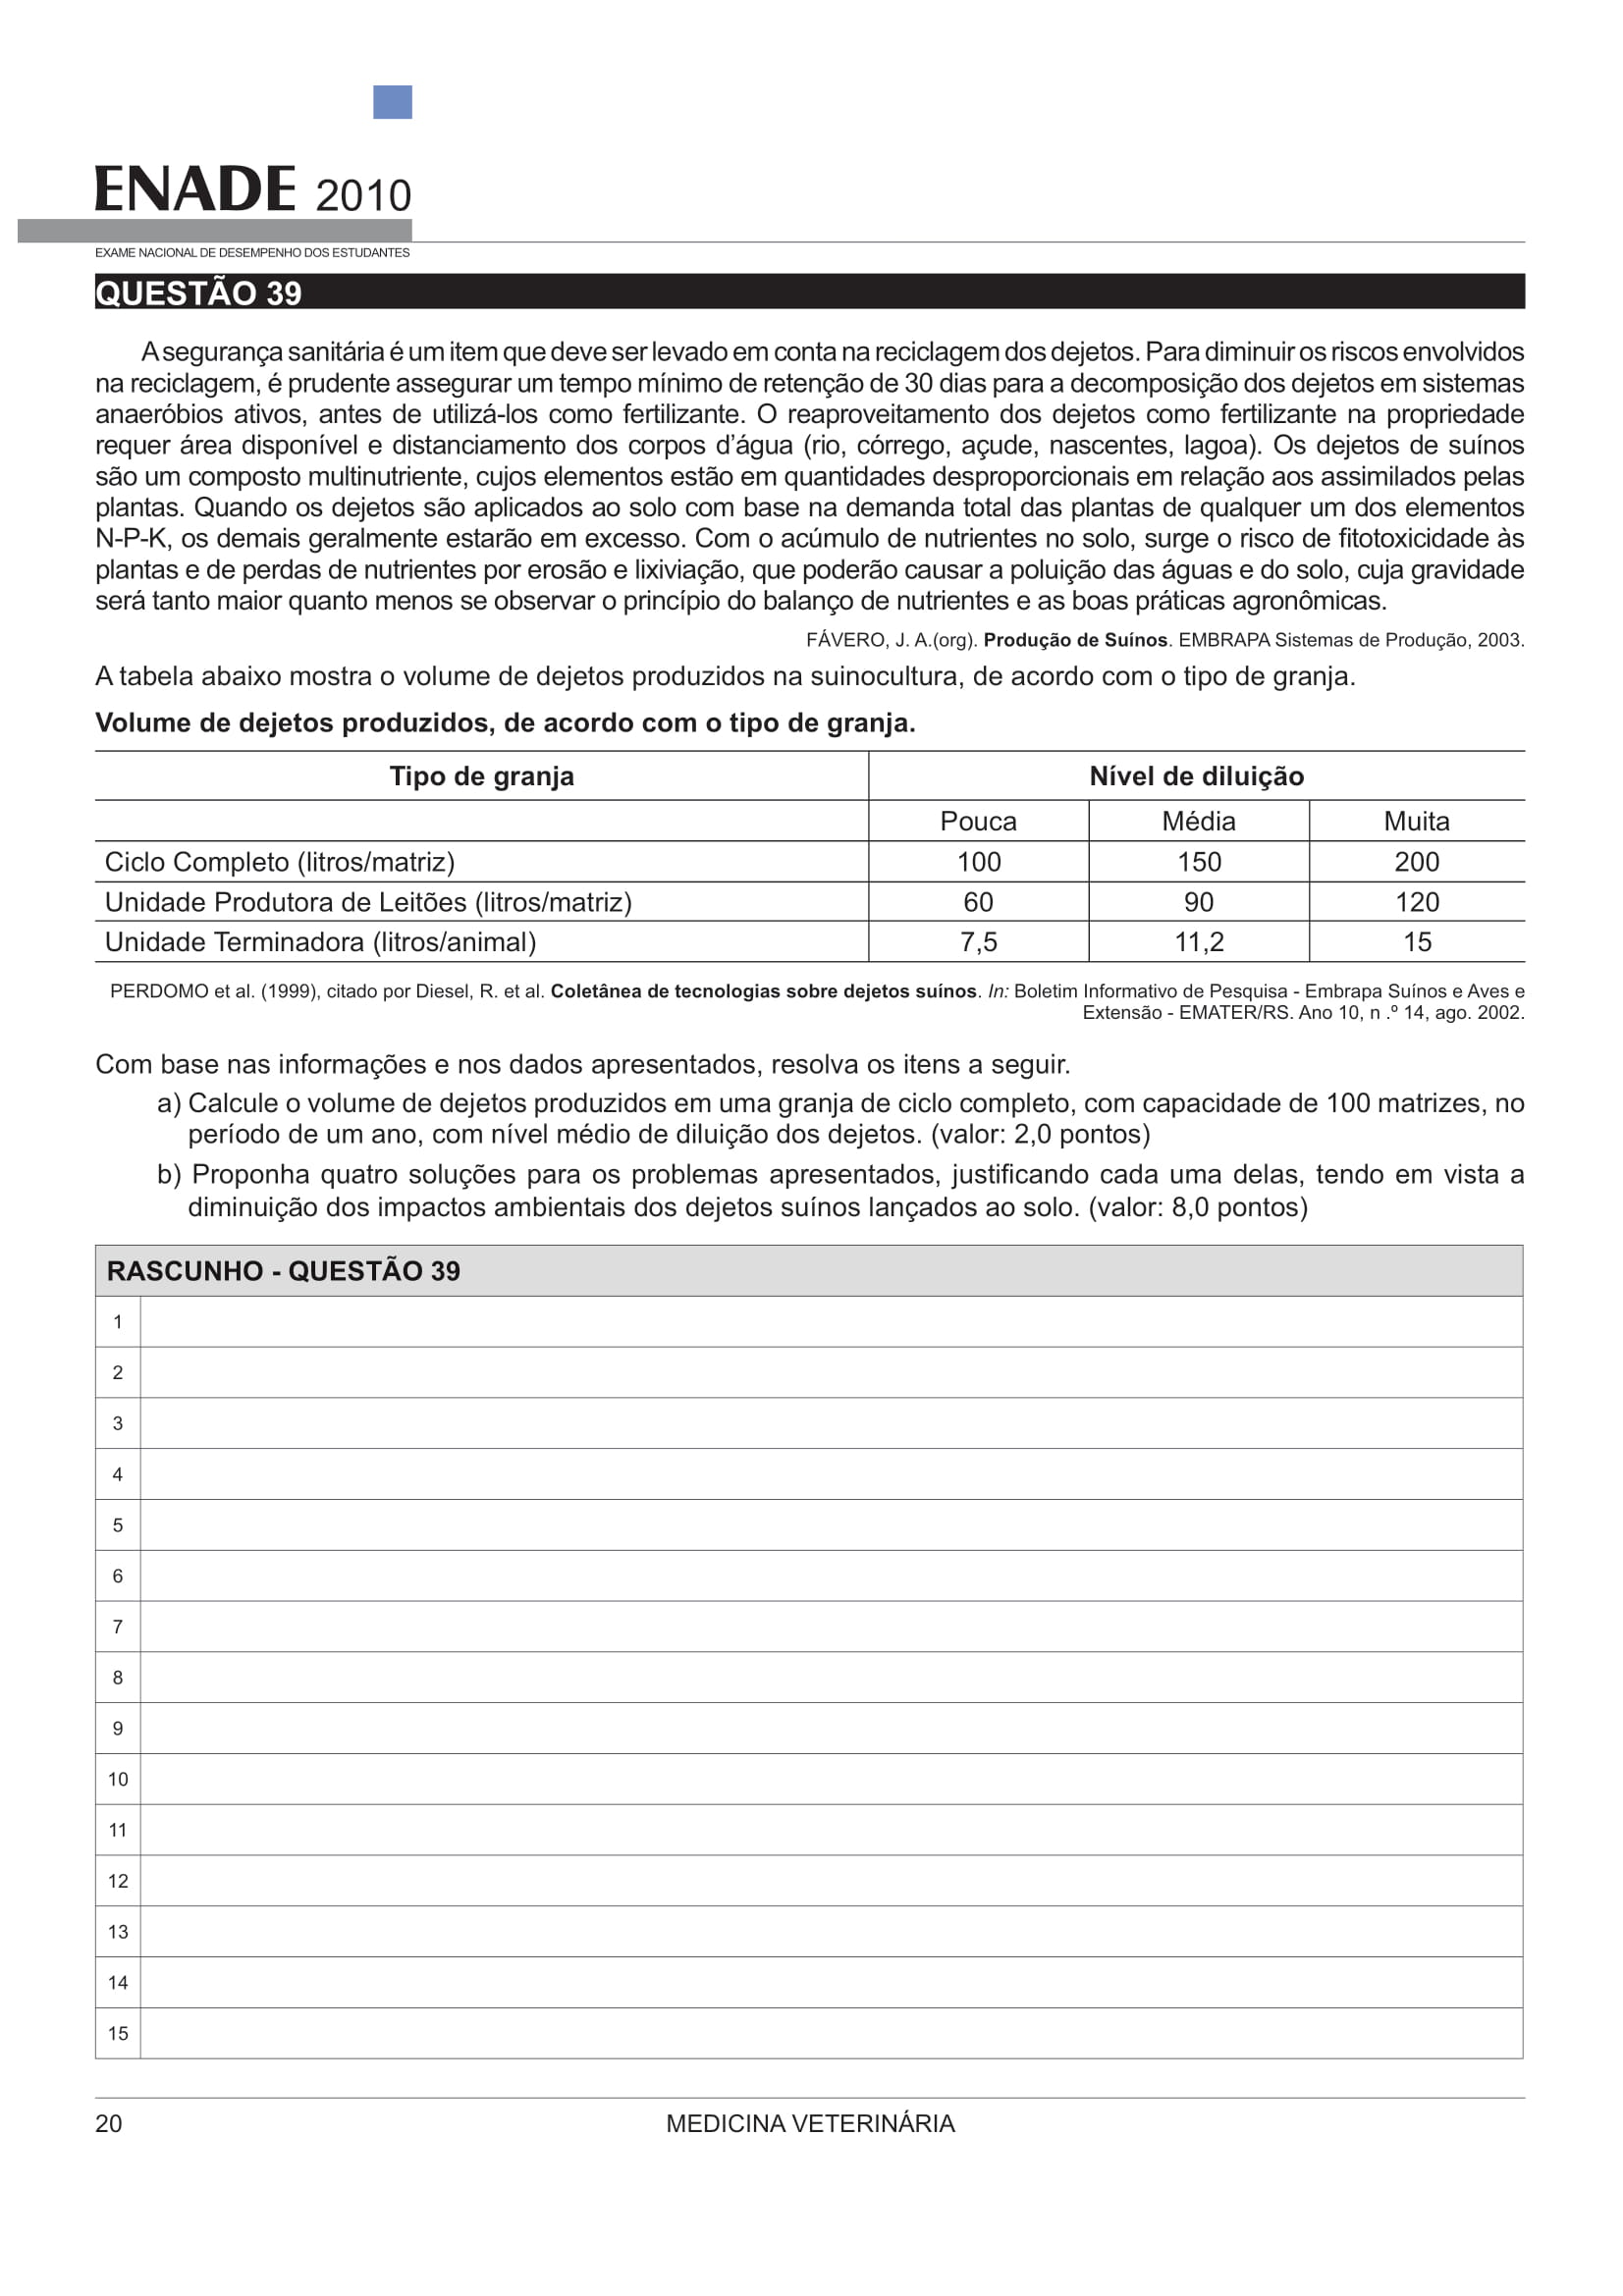 ENADE 2010
EXAME NACIONAL DE DESEMPENHO DOS ESTUDANTES
QUESTÃO 39
A segurança sanitária é um item que deve ser levado em conta na reciclagem dos dejetos. Para diminuir os riscos envolvidos
na reciclagem, é prudente assegurar um tempo mínimo de retenção de 30 dias para a decomposição dos dejetos em sistemas
anaeróbios ativos, antes de utilizá-los como fertilizante. O reaproveitamento dos dejetos como fertilizante na propriedade
requer área disponível e distanciamento dos corpos d’água (rio, córrego, açude, nascentes, lagoa). Os dejetos de suínos
são um composto multinutriente, cujos elementos estão em quantidades desproporcionais em relação aos assimilados pelas
plantas. Quando os dejetos são aplicados ao solo com base na demanda total das plantas de qualquer um dos elementos
N-P-K, os demais geralmente estarão em excesso. Com o acúmulo de nutrientes no solo, surge o risco de fitotoxicidade às
plantas e de perdas de nutrientes por erosão e lixiviação, que poderão causar a poluição das águas e do solo, cuja gravidade
será tanto maior quanto menos se observar o princípio do balanço de nutrientes e as boas práticas agronômicas.
FÁVERO, J. A.(org). Produção de Suínos. EMBRAPA Sistemas de Produção, 2003.
A tabela abaixo mostra o volume de dejetos produzidos na suinocultura, de acordo com o tipo de granja.
Volume de dejetos produzidos, de acordo com o tipo de granja.
Tipo de granja Nível de diluição
Pouca Média Muita
Ciclo Completo (litros/matriz) 100 150 200
Unidade Produtora de Leitões (litros/matriz) 60 90 120
Unidade Terminadora (litros/animal) 7,5 11,2 15
PERDOMO et al. (1999), citado por Diesel, R. et al. Coletânea de tecnologias sobre dejetos suínos. In: Boletim Informativo de Pesquisa - Embrapa Suínos e Aves e
Extensão - EMATER/RS. Ano 10, n .º 14, ago. 2002.
Com base nas informações e nos dados apresentados, resolva os itens a seguir.
a) Calcule o volume de dejetos produzidos em uma granja de ciclo completo, com capacidade de 100 matrizes, no
período de um ano, com nível médio de diluição dos dejetos. (valor: 2,0 pontos)
b) Proponha quatro soluções para os problemas apresentados, justificando cada uma delas, tendo em vista a
diminuição dos impactos ambientais dos dejetos suínos lançados ao solo. (valor: 8,0 pontos)
RASCUNHO - QUESTÃO 39
1
2
3
4
5
6
7
8
9
10
11
12
13
14
15
20 MEDICINA VETERINÁRIA